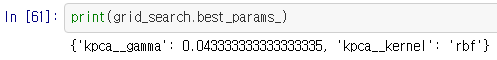 In [61]: print(grid_search.best_params_)
{'kpca__gamma': 0.043333333333333335, 'kpca__kernel': 'rbf'}